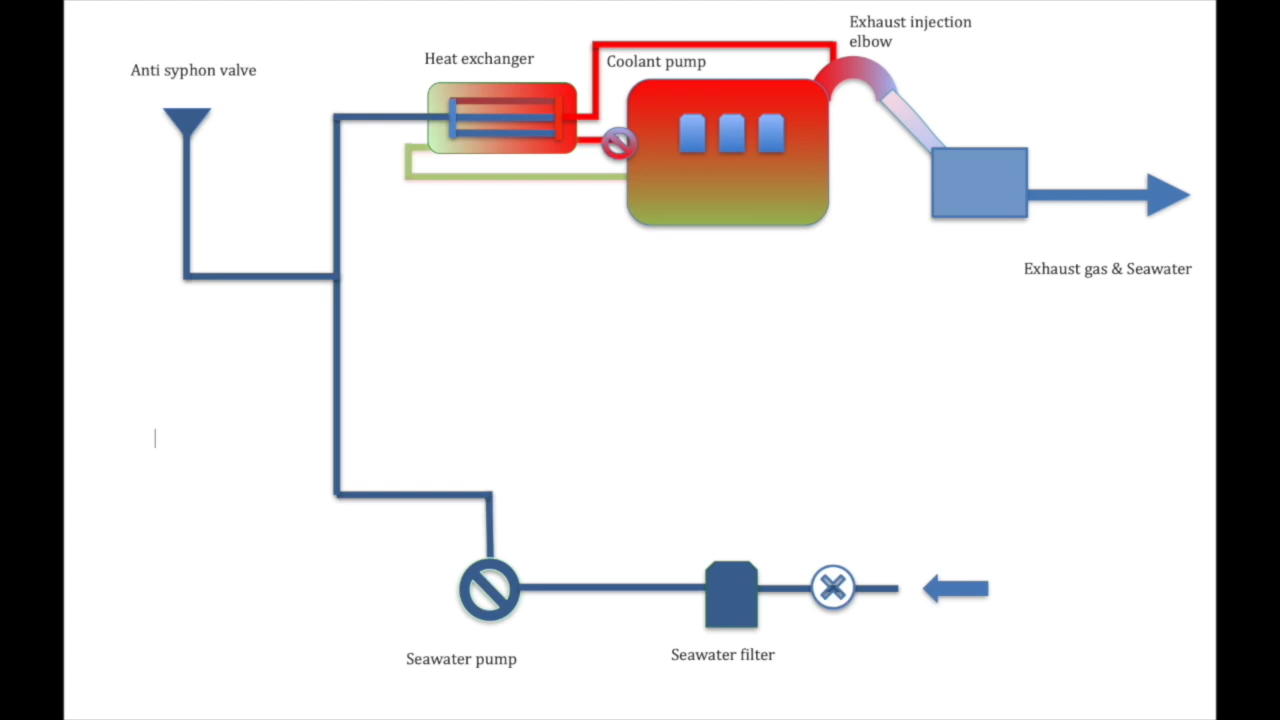 Exhaust injection
elbow
Heat exchanger
Coolant pump
Anti syphon valve
Exhaust gas & Seawater
Seawater pump
Seawater filter